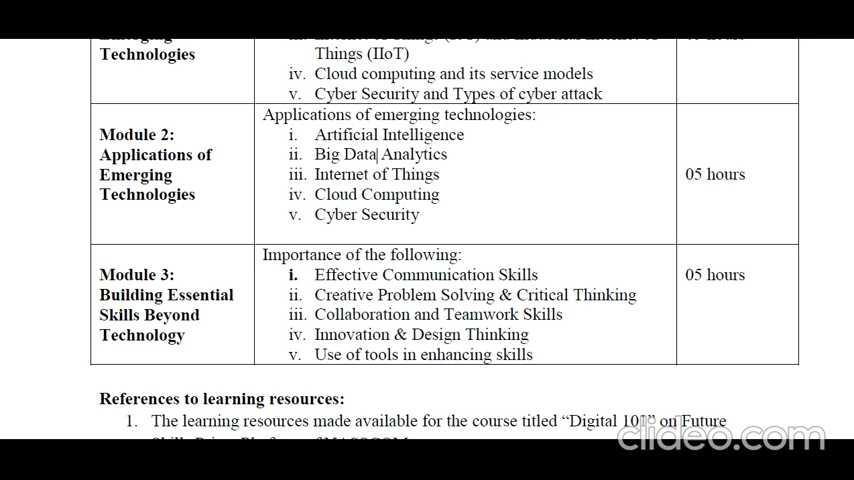 Technologies
Things (IIoT)
iv. Cloud computing and its service models
v. Cyber Security and Types of cyber attack
Module 2:
Applications of
Emerging
Technologies
Applications of emerging technologies:
i. Artificial Intelligence
ii. Big Data Analytics
iii. Internet of Things
iv. Cloud Computing
v. Cyber Security
05 hours
Module 3:
Building Essential
Skills Beyond
Technology
Importance of the following:
i. Effective Communication Skills
ii. Creative Problem Solving & Critical Thinking
iii. Collaboration and Teamwork Skills
iv. Innovation & Design Thinking
v. Use of tools in enhancing skills
05 hours
References to learning resources:
1. The learning resources made available for the course titled “Digital 101” on Future
clideo.com